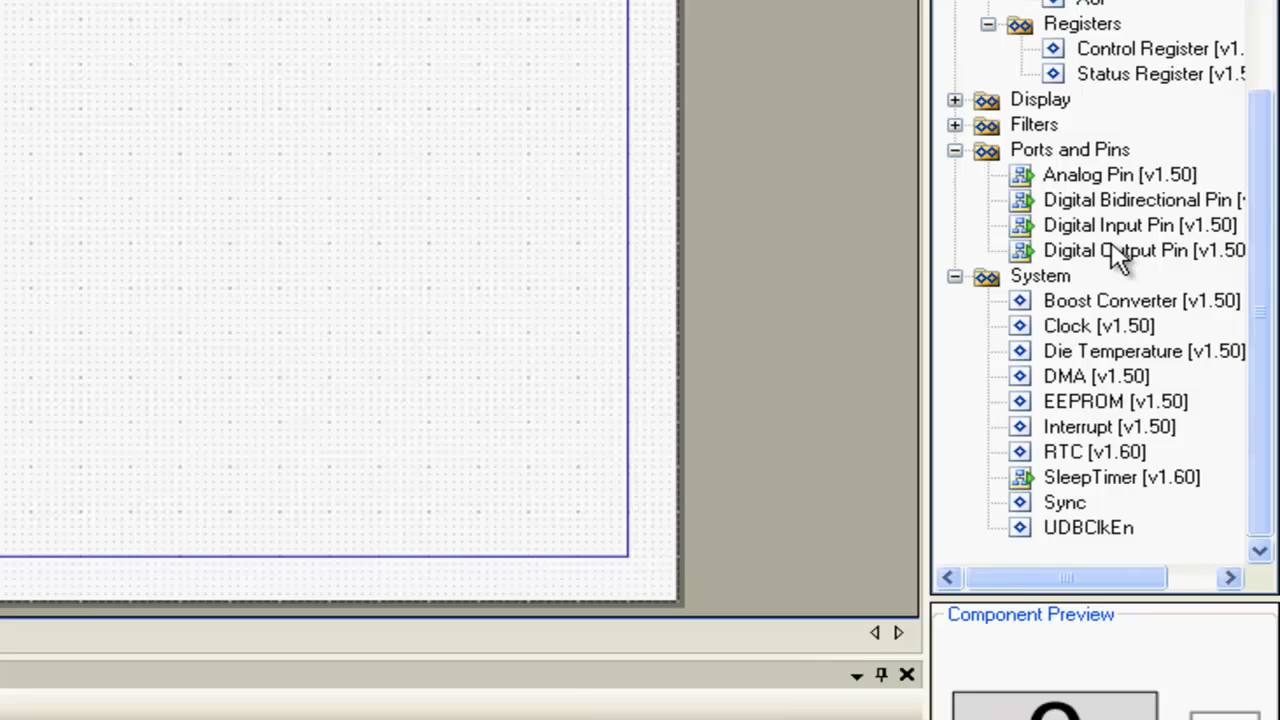 Registers
Control Register [v1.
Status Register [v1.5
Display
Filters
Ports and Pins
Analog Pin [v1.50]
Digital Bidirectional Pin [
Digital Input Pin [v1.50]
Digital Output Pin [v1.50
System
Boost Converter [v1.50]
Clock [v1.50]
Die Temperature [v1.50]
DMA [v1.50]
EEPROM [v1.50]
Interrupt [v1.50]
RTC [v1.60]
SleepTimer [v1.60]
Sync
UDBClkEn
Component Preview